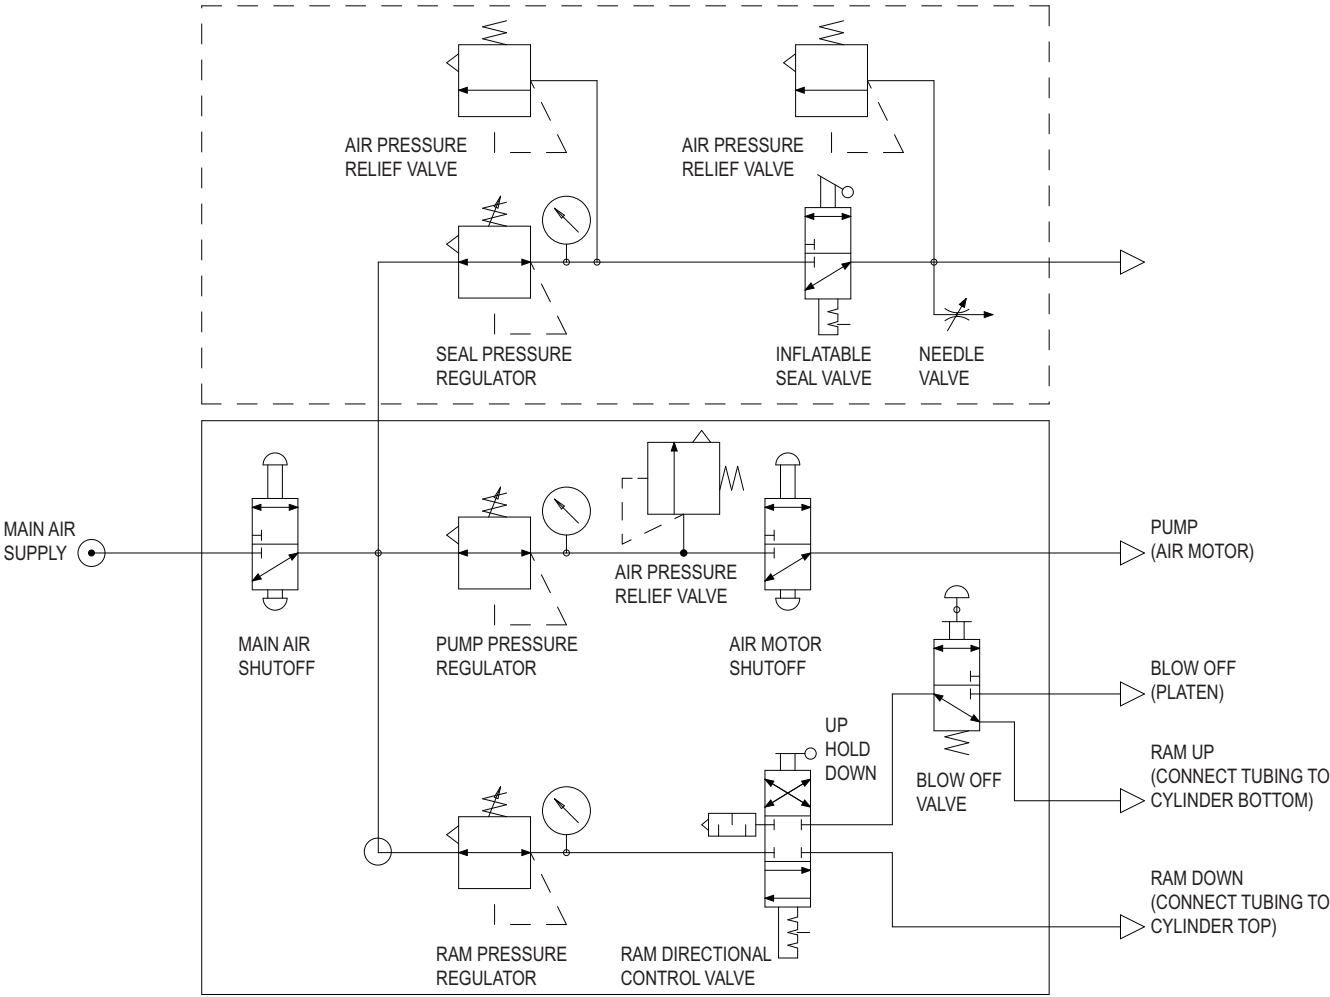 AIR PRESSURE
RELIEF VALVE
AIR PRESSURE
RELIEF VALVE
SEAL PRESSURE
REGULATOR
INFLATABLE
SEAL VALVE
NEEDLE
VALVE
MAIN AIR
SUPPLY
MAIN AIR
SHUTOFF
PUMP PRESSURE
REGULATOR
AIR PRESSURE
RELIEF VALVE
AIR MOTOR
SHUTOFF
PUMP
(AIR MOTOR)
BLOW OFF
(PLATEN)
UP
HOLD
DOWN
BLOW OFF
VALVE
RAM UP
(CONNECT TUBING TO
CYLINDER BOTTOM)
RAM PRESSURE
REGULATOR
RAM DIRECTIONAL
CONTROL VALVE
RAM DOWN
(CONNECT TUBING TO
CYLINDER TOP)